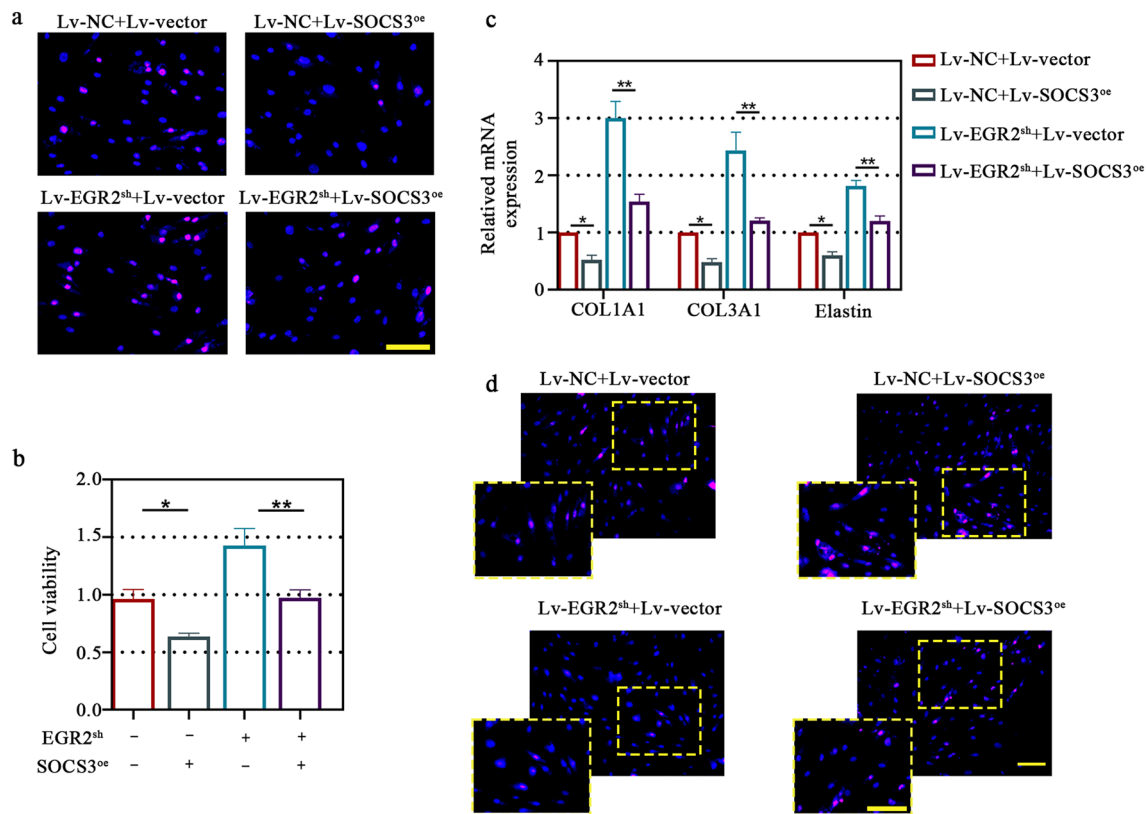 a
Lv-NC+Lv-vector
Lv-NC+Lv-SOCS3ᵒᵉ
Lv-EGR2ˢʰ+Lv-vector
Lv-EGR2ˢʰ+Lv-SOCS3ᵒᵉ
b
Cell viability
2.0
1.5
1.0
0.5
0.0
*
**
EGR2ˢʰ − − + +
SOCS3ᵒᵉ − + − +
c
Relatived mRNA
expression
4
3
2
1
0
* ** * ** * **
COL1A1 COL3A1 Elastin
Lv-NC+Lv-vector
Lv-NC+Lv-SOCS3ᵒᵉ
Lv-EGR2ˢʰ+Lv-vector
Lv-EGR2ˢʰ+Lv-SOCS3ᵒᵉ
d
Lv-NC+Lv-vector
Lv-NC+Lv-SOCS3ᵒᵉ
Lv-EGR2ˢʰ+Lv-vector
Lv-EGR2ˢʰ+Lv-SOCS3ᵒᵉ